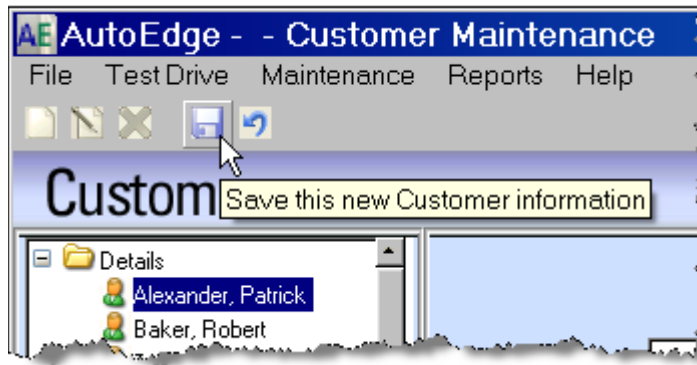 AE AutoEdge - - Customer Maintenance
File Test Drive Maintenance Reports Help
Custom
Save this new Customer information
Details
Alexander, Patrick
Baker, Robert